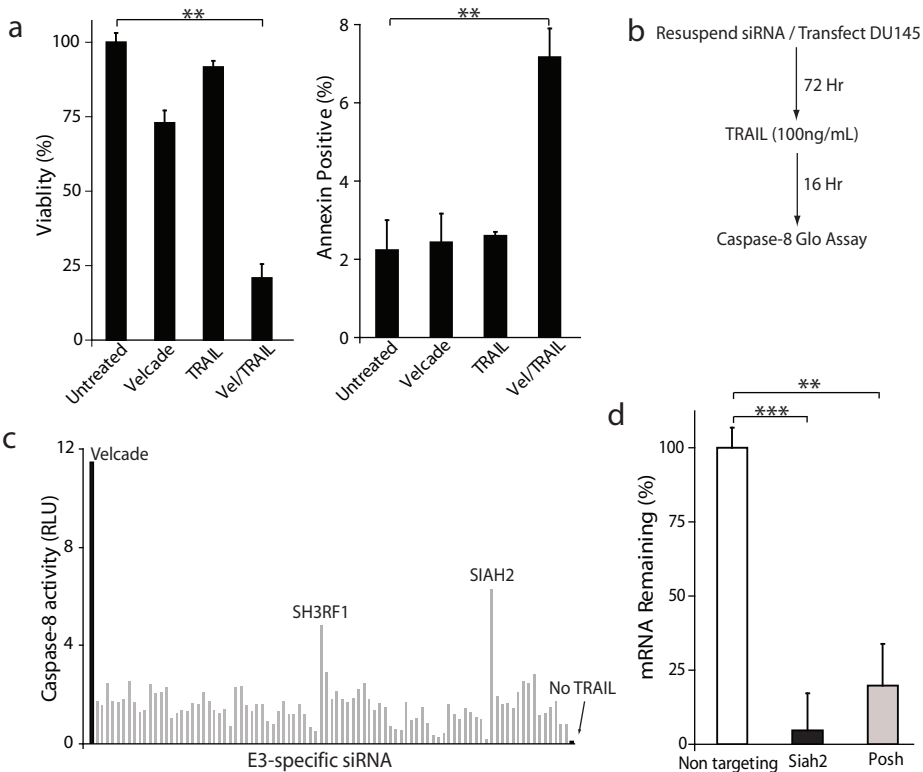 a
**
Viablity (%)
100
75
50
25
0
Untreated
Velcade
TRAIL
Vel/TRAIL
**
Annexin Positive (%)
8
6
4
2
0
Untreated
Velcade
TRAIL
Vel/TRAIL
b
Resuspend siRNA / Transfect DU145
72 Hr
TRAIL (100ng/mL)
16 Hr
Caspase-8 Glo Assay
c
Caspase-8 activity (RLU)
12
8
4
0
Velcade
SH3RF1
SIAH2
No TRAIL
E3-specific siRNA
d
**
***
mRNA Remaining (%)
100
75
50
25
0
Non targeting
Siah2
Posh